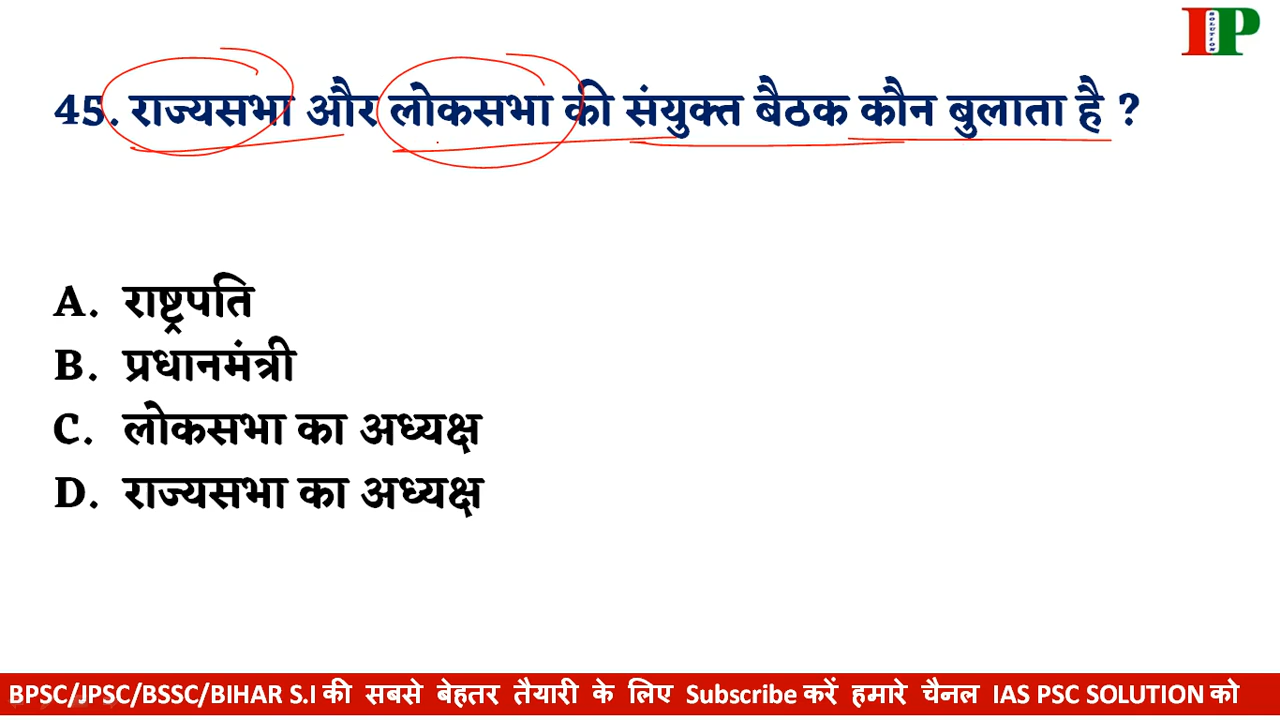 IP
SOLUTION
45. राज्यसभा और लोकसभा की संयुक्त बैठक कौन बुलाता है ?
A. राष्ट्रपति
B. प्रधानमंत्री
C. लोकसभा का अध्यक्ष
D. राज्यसभा का अध्यक्ष
BPSC/JPSC/BSSC/BIHAR S.I की सबसे बेहतर तैयारी के लिए Subscribe करें हमारे चैनल IAS PSC SOLUTION को